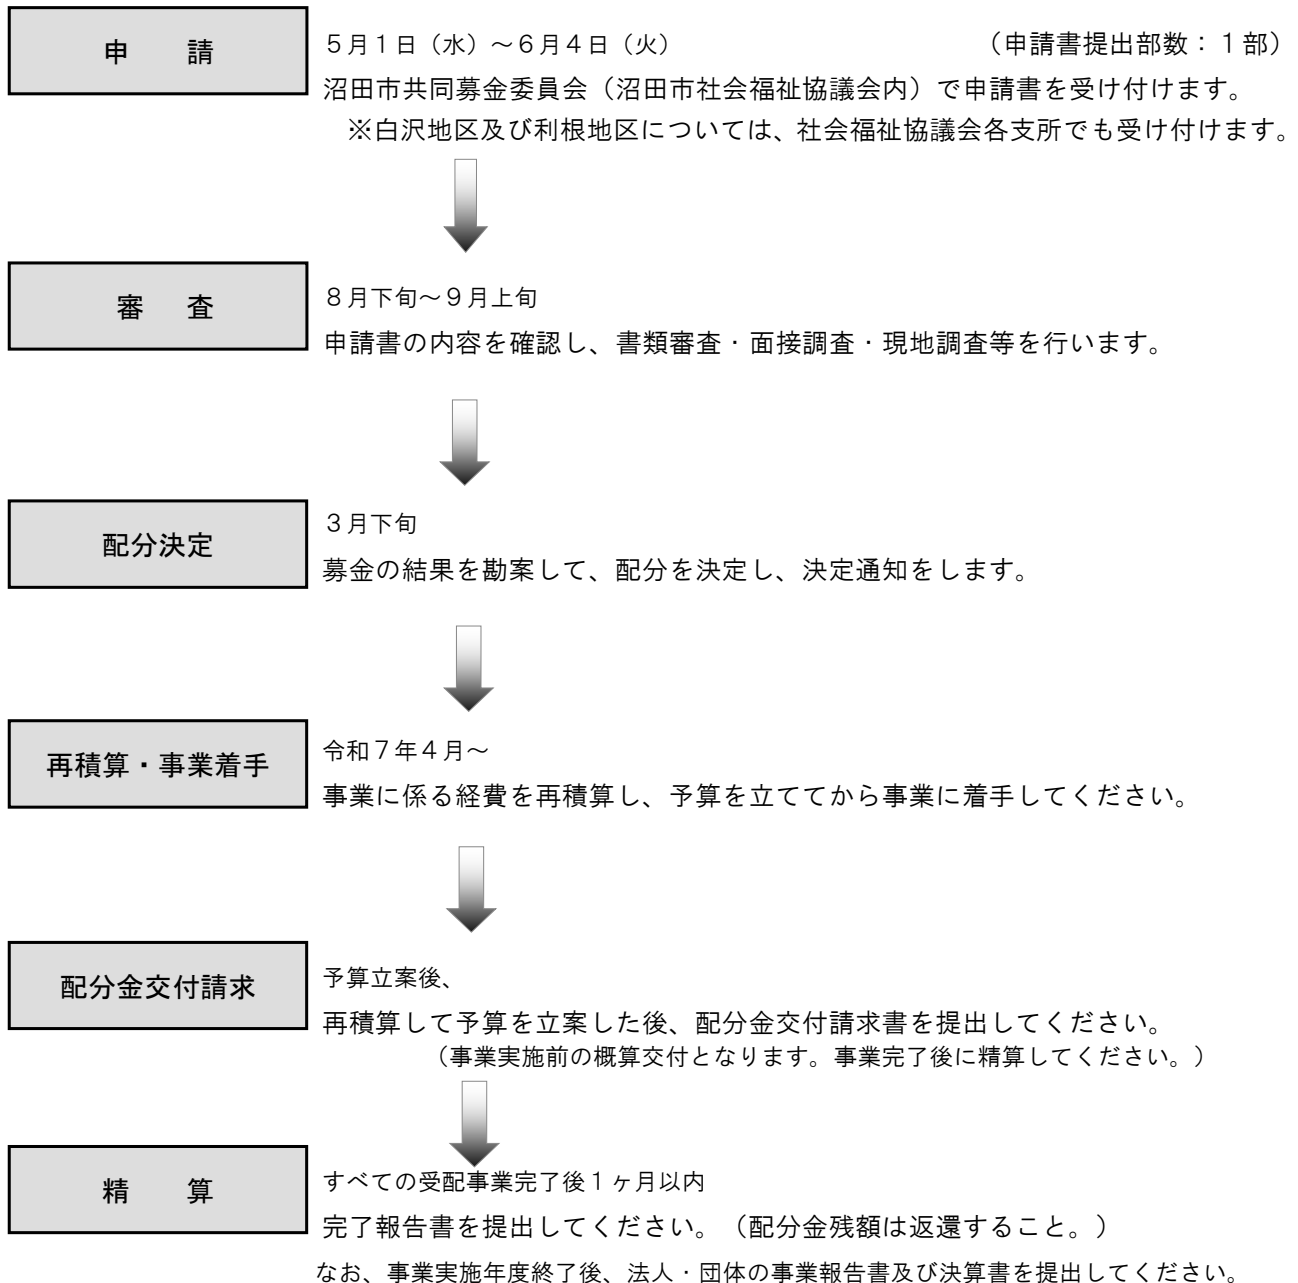 申　　請
５月１日（水）～６月４日（火）　　　　　　　　　　　　　（申請書提出部数：１部）
沼田市共同募金委員会（沼田市社会福祉協議会内）で申請書を受け付けます。
※白沢地区及び利根地区については、社会福祉協議会各支所でも受け付けます。
審　　査
８月下旬～９月上旬
申請書の内容を確認し、書類審査・面接調査・現地調査等を行います。
配分決定
３月下旬
募金の結果を勘案して、配分を決定し、決定通知をします。
再積算・事業着手
令和７年４月～
事業に係る経費を再積算し、予算を立ててから事業に着手してください。
配分金交付請求
予算立案後、
再積算して予算を立案した後、配分金交付請求書を提出してください。
（事業実施前の概算交付となります。事業完了後に精算してください。）
精　　算
すべての受配事業完了後１ヶ月以内
完了報告書を提出してください。（配分金残額は返還すること。）
なお、事業実施年度終了後、法人・団体の事業報告書及び決算書を提出してください。